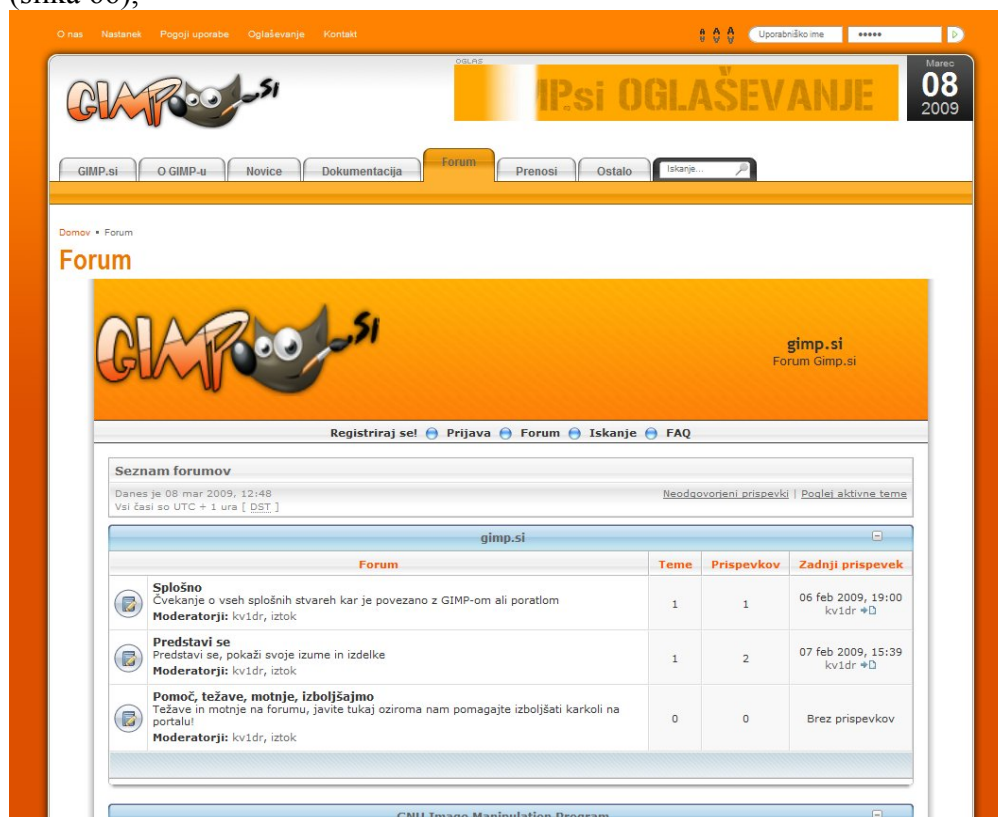 O nas Nastanek Pogoji uporabe Oglaševanje Kontakt A A A Uporabniško ime •••••
OGLAS
GIMP.si
OGLAŠEVANJE
Marec
08
2009
GIMP.si O GIMP-u Novice Dokumentacija Forum Prenosi Ostalo Iskanje...
Domov • Forum
Forum
GIMP.si
gimp.si
Forum Gimp.si
Registriraj se! Prijava Forum Iskanje FAQ
Seznam forumov
Danes je 08 mar 2009, 12:48 Neodgovorjeni prispevki | Poglej aktivne teme
Vsi časi so UTC + 1 ura [ DST ]
gimp.si
Forum Teme Prispevkov Zadnji prispevek
Splošno
Čvekanje o vseh splošnih stvareh kar je povezano z GIMP-om ali poratlom
Moderatorji: kv1dr, iztok
1 1 06 feb 2009, 19:00
kv1dr
Predstavi se
Predstavi se, pokaži svoje izume in izdelke
Moderatorji: kv1dr, iztok
1 2 07 feb 2009, 15:39
kv1dr
Pomoč, težave, motnje, izboljšajmo
Težave in motnje na forumu, javite tukaj oziroma nam pomagajte izboljšati karkoli na
portalu!
Moderatorji: kv1dr, iztok
0 0 Brez prispevkov
GNU Image Manipulation Program